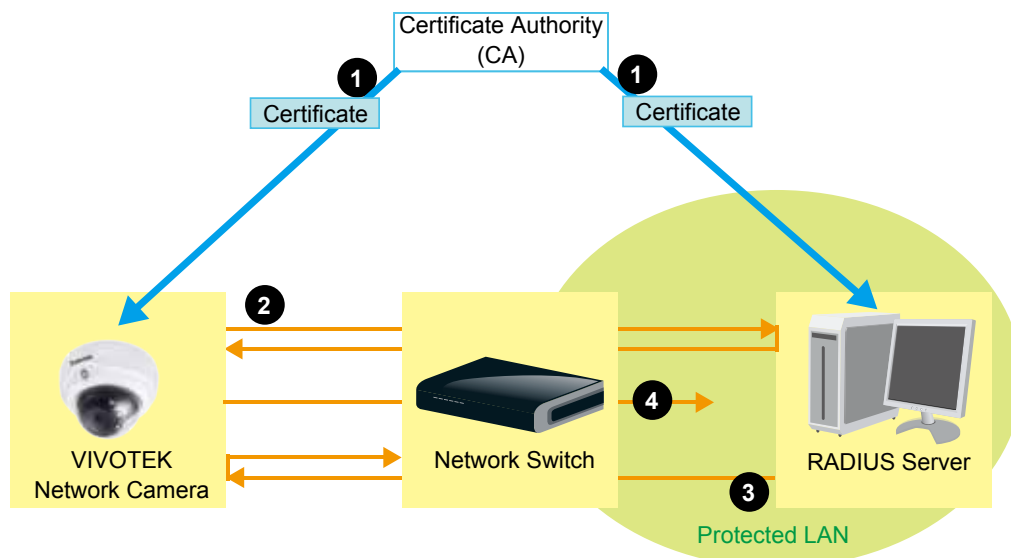 Certificate Authority
(CA)
1
1
Certificate
Certificate
2
4
VIVOTEK
Network Camera
Network Switch
RADIUS Server
3
Protected LAN